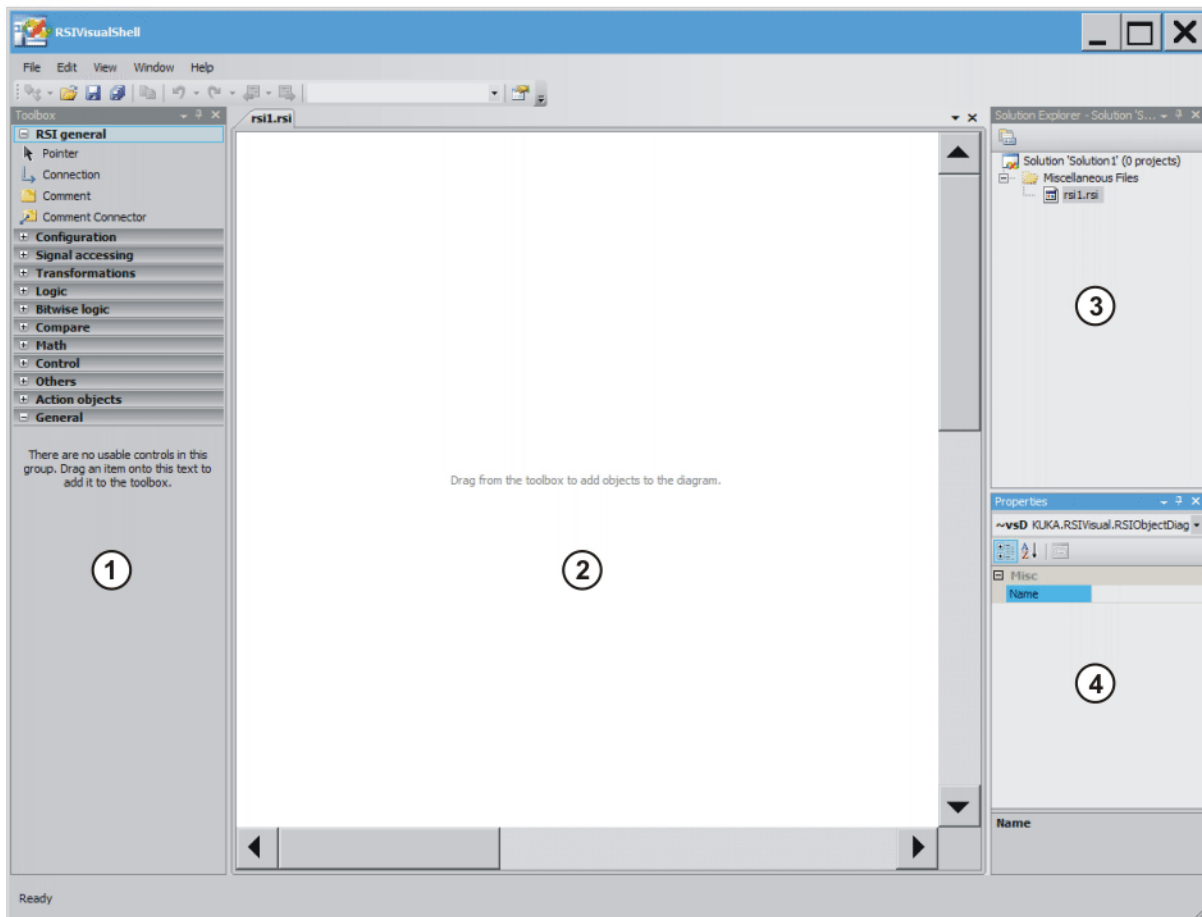 RSIVisualShell
File Edit View Window Help
Toolbox
RSI general
Pointer
Connection
Comment
Comment Connector
Configuration
Signal accessing
Transformations
Logic
Bitwise logic
Compare
Math
Control
Others
Action objects
General
There are no usable controls in this
group. Drag an item onto this text to
add it to the toolbox.
1
rsi1.rsi
Drag from the toolbox to add objects to the diagram.
2
Solution Explorer - Solution 'S...
Solution 'Solution1' (0 projects)
Miscellaneous Files
rsi1.rsi
3
Properties
~vsD KUKA.RSIVisual.RSIObjectDiag
Misc
Name
4
Name
Ready